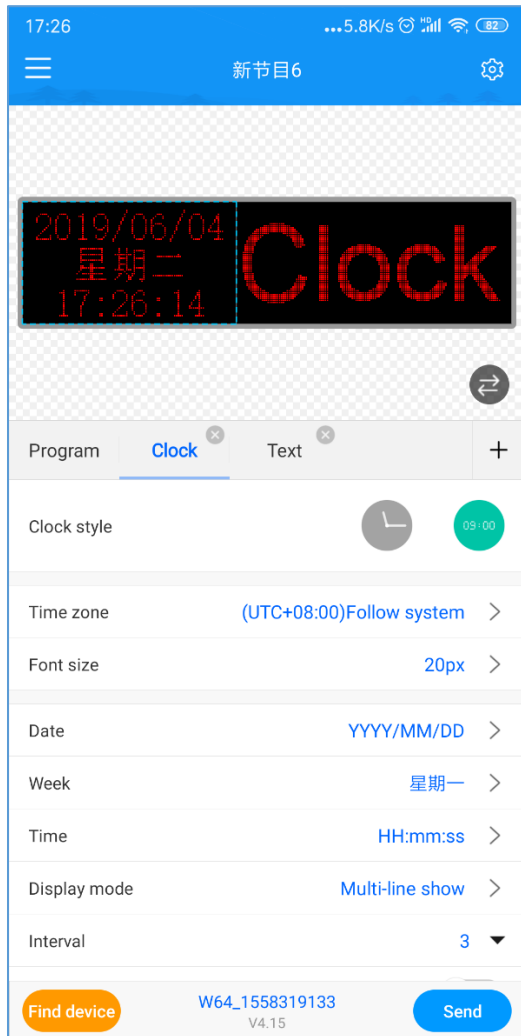 17:26 ...5.8K/s HD 82
新节目6
2019/06/04
星期二
17:26:14
Clock
Program Clock Text +
Clock style 09:00
Time zone (UTC+08:00)Follow system
Font size 20px
Date YYYY/MM/DD
Week 星期一
Time HH:mm:ss
Display mode Multi-line show
Interval 3
Find device W64_1558319133 Send
V4.15